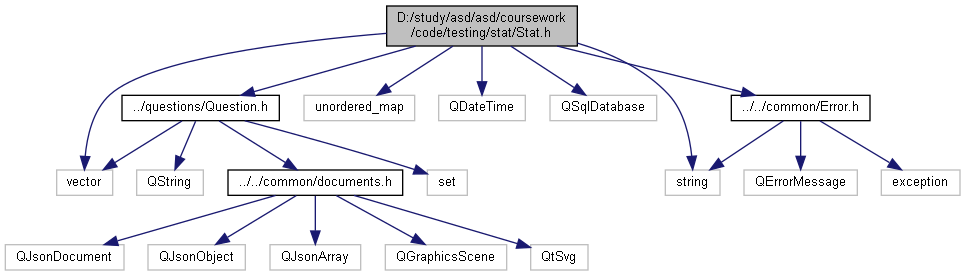 D:/study/asd/asd/coursework
/code/testing/stat/Stat.h
../questions/Question.h
unordered_map
QDateTime
QSqlDatabase
../../common/Error.h
vector
QString
../../common/documents.h
set
string
QErrorMessage
exception
QJsonDocument
QJsonObject
QJsonArray
QGraphicsScene
QtSvg